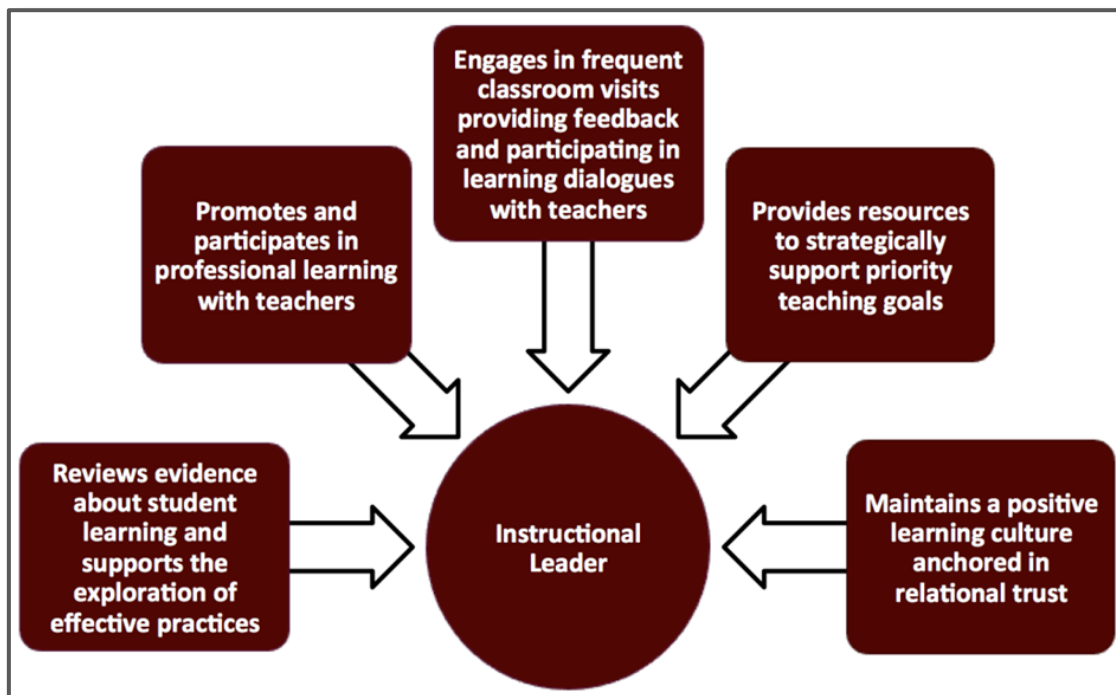 Engages in frequent
classroom visits
providing feedback
and participating in
learning dialogues
with teachers
Promotes and
participates in
professional learning
with teachers
Provides resources
to strategically
support priority
teaching goals
Reviews evidence
about student
learning and
supports the
exploration of
effective practices
Instructional
Leader
Maintains a positive
learning culture
anchored in
relational trust